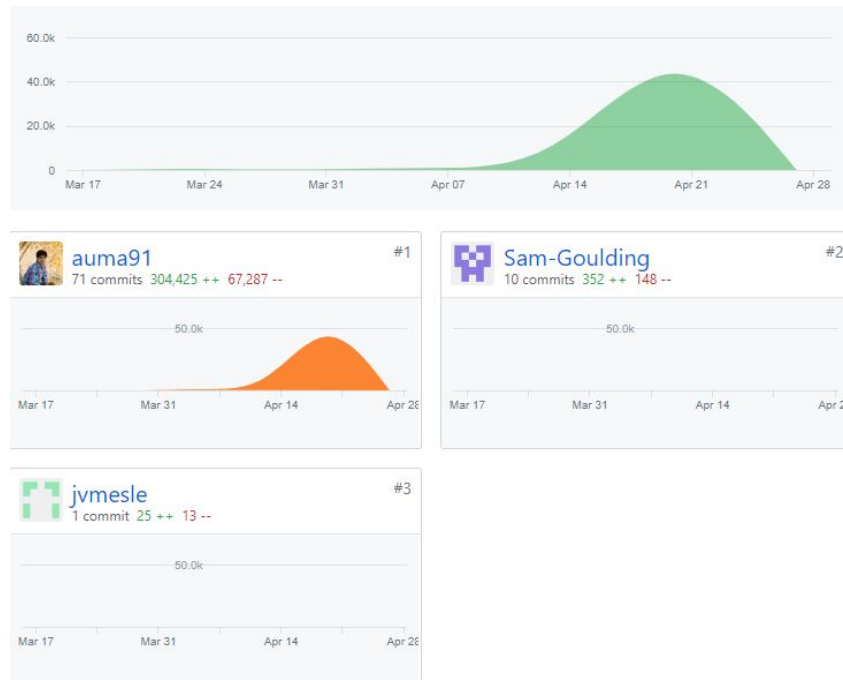 60.0k
40.0k
20.0k
0
Mar 17 Mar 24 Mar 31 Apr 07 Apr 14 Apr 21 Apr 28
auma91 #1
71 commits 304,425 ++ 67,287 --
50.0k
Mar 17 Mar 31 Apr 14 Apr 28
Sam-Goulding #2
10 commits 352 ++ 148 --
50.0k
Mar 17 Mar 31 Apr 14 Apr 2
jvmesle #3
1 commit 25 ++ 13 --
50.0k
Mar 17 Mar 31 Apr 14 Apr 28